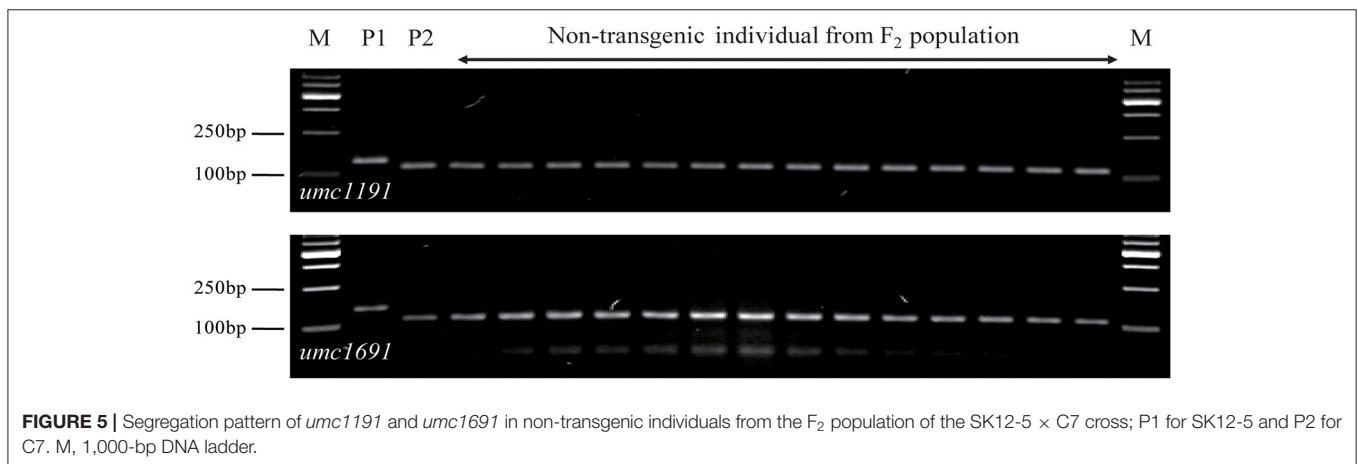 M P1 P2 Non-transgenic individual from F₂ population M
250bp
100bp
umc1191
250bp
100bp
umc1691
FIGURE 5 | Segregation pattern of umc1191 and umc1691 in non-transgenic individuals from the F₂ population of the SK12-5 × C7 cross; P1 for SK12-5 and P2 for
C7. M, 1,000-bp DNA ladder.